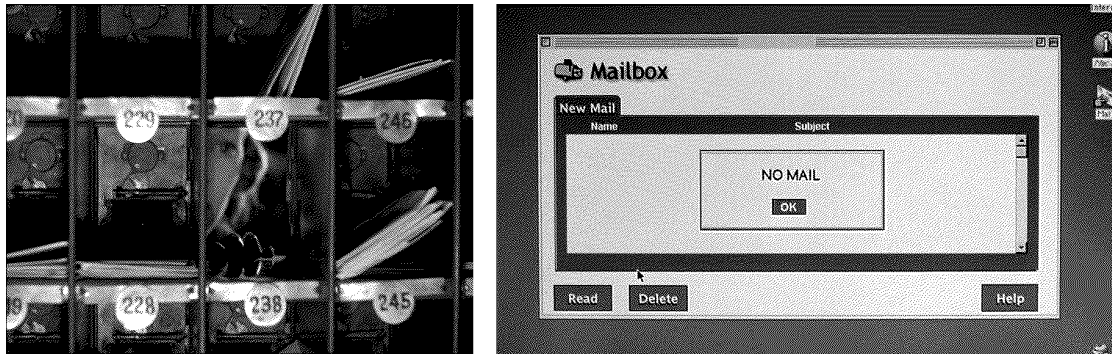 229
237
246
228
238
245
Mailbox
New Mail
Name Subject
NO MAIL
OK
Read Delete Help